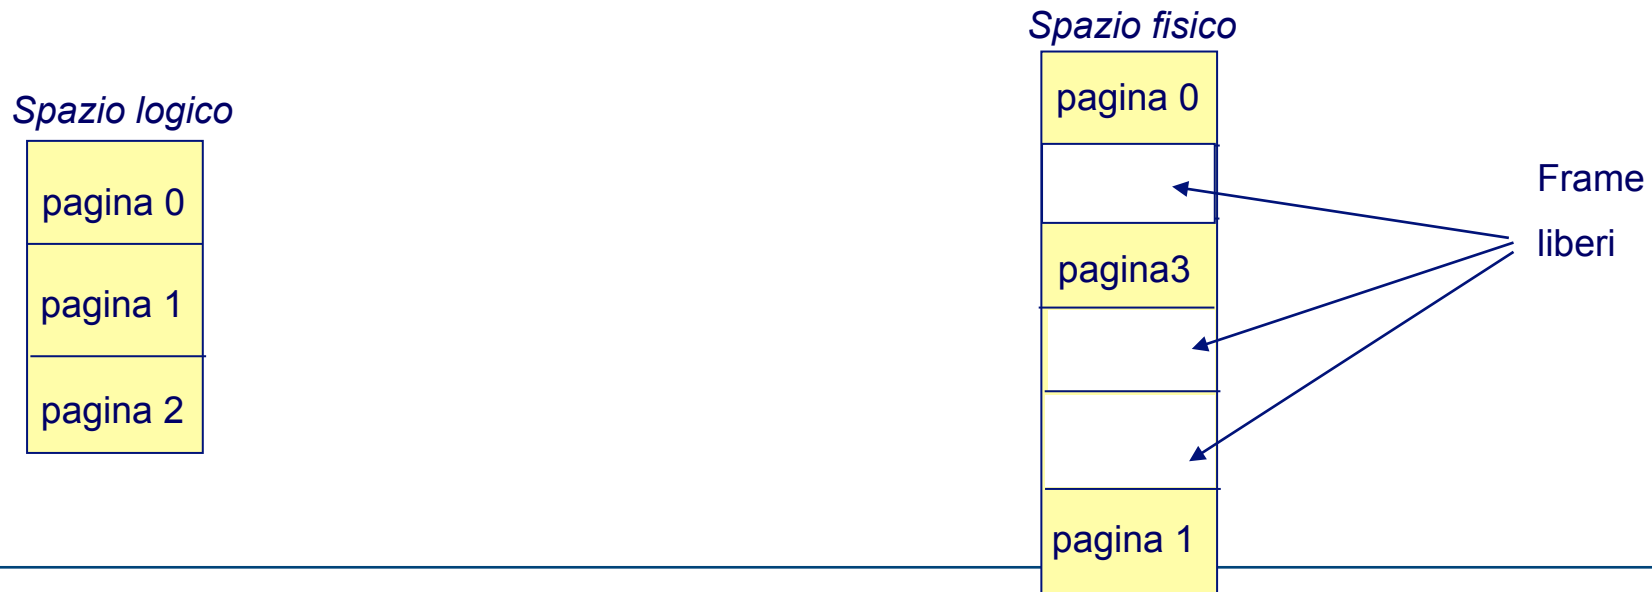 Spazio logico
pagina 0
pagina 1
pagina 2
Spazio fisico
pagina 0
pagina3
pagina 1
Frame
liberi